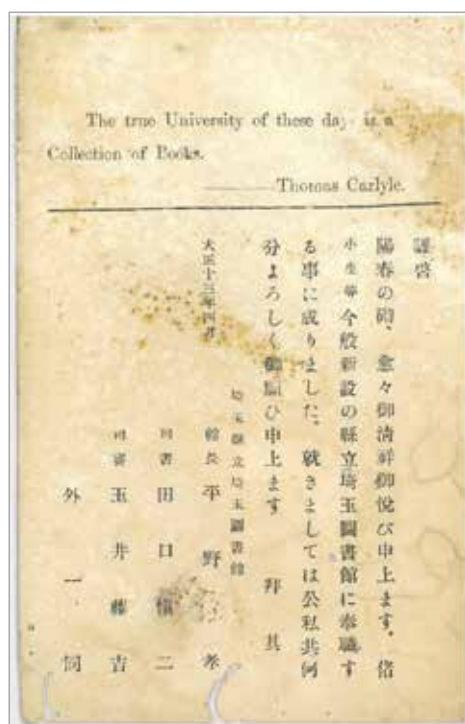 The true University of these days is a
Collection of Books.
Thomas Carlyle.
謹啓
陽春の砌、愈々御清祥御悦び申上ます。偖
小生等今般新設の縣立埼玉圖書館に奉職す
る事に成りました、就きましては公私共何
分よろしく御願ひ申上ます 拜具
大正十三年四月
埼玉縣立埼玉圖書館
館長 平野 孝
司書 田口愼二
司書 玉井藤吉
外一同